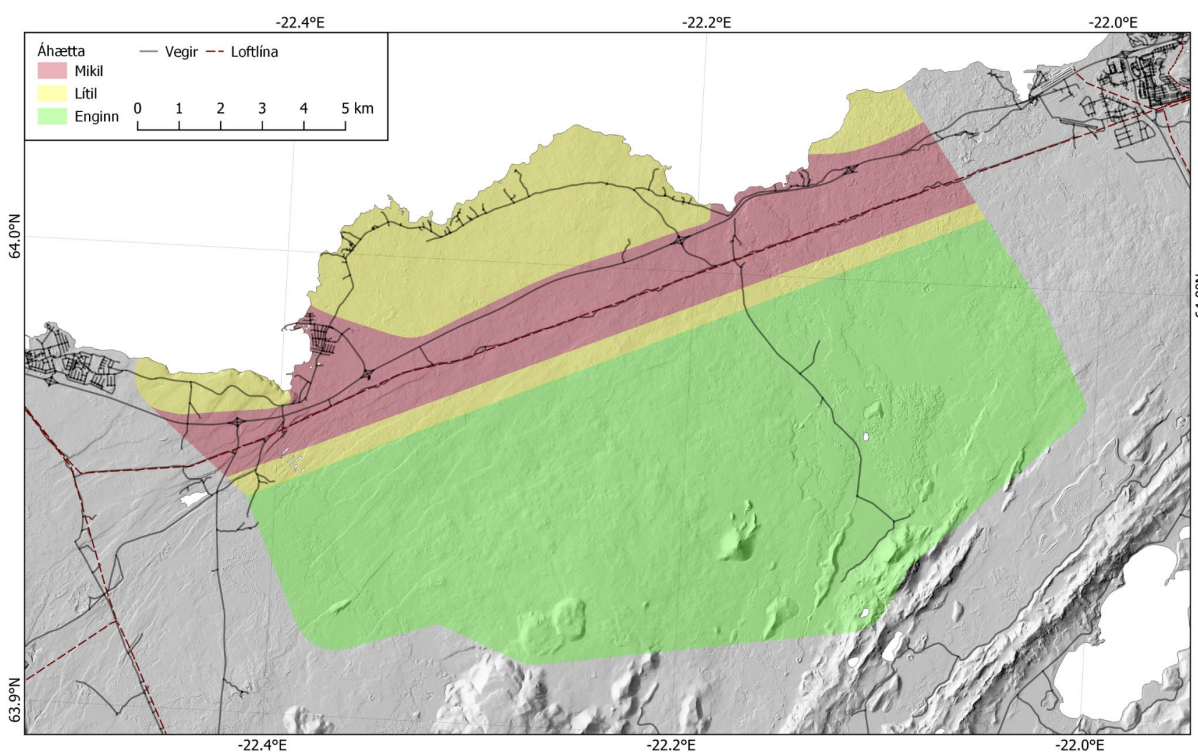 -22.4°E -22.2°E -22.0°E
Áhætta Vegir Loftlína
Mikil
Lítil
Enginn
0 1 2 3 4 5 km
64.0°N
63.9°N
-22.4°E -22.2°E -22.0°E